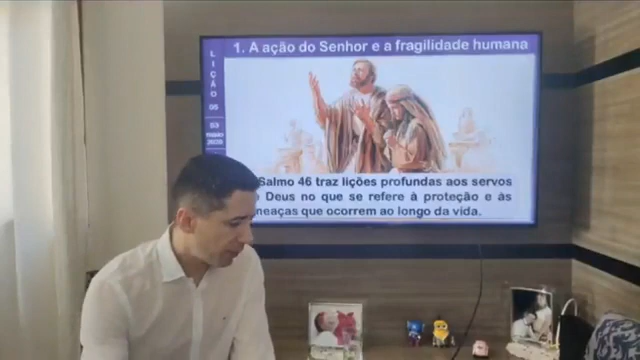 1. A ação do Senhor e a fragilidade humana
LIÇÃO
05
03
maio
2020
Salmo 46 traz lições profundas aos servos
Deus no que se refere à proteção e às
que ocorrem ao longo da vida.